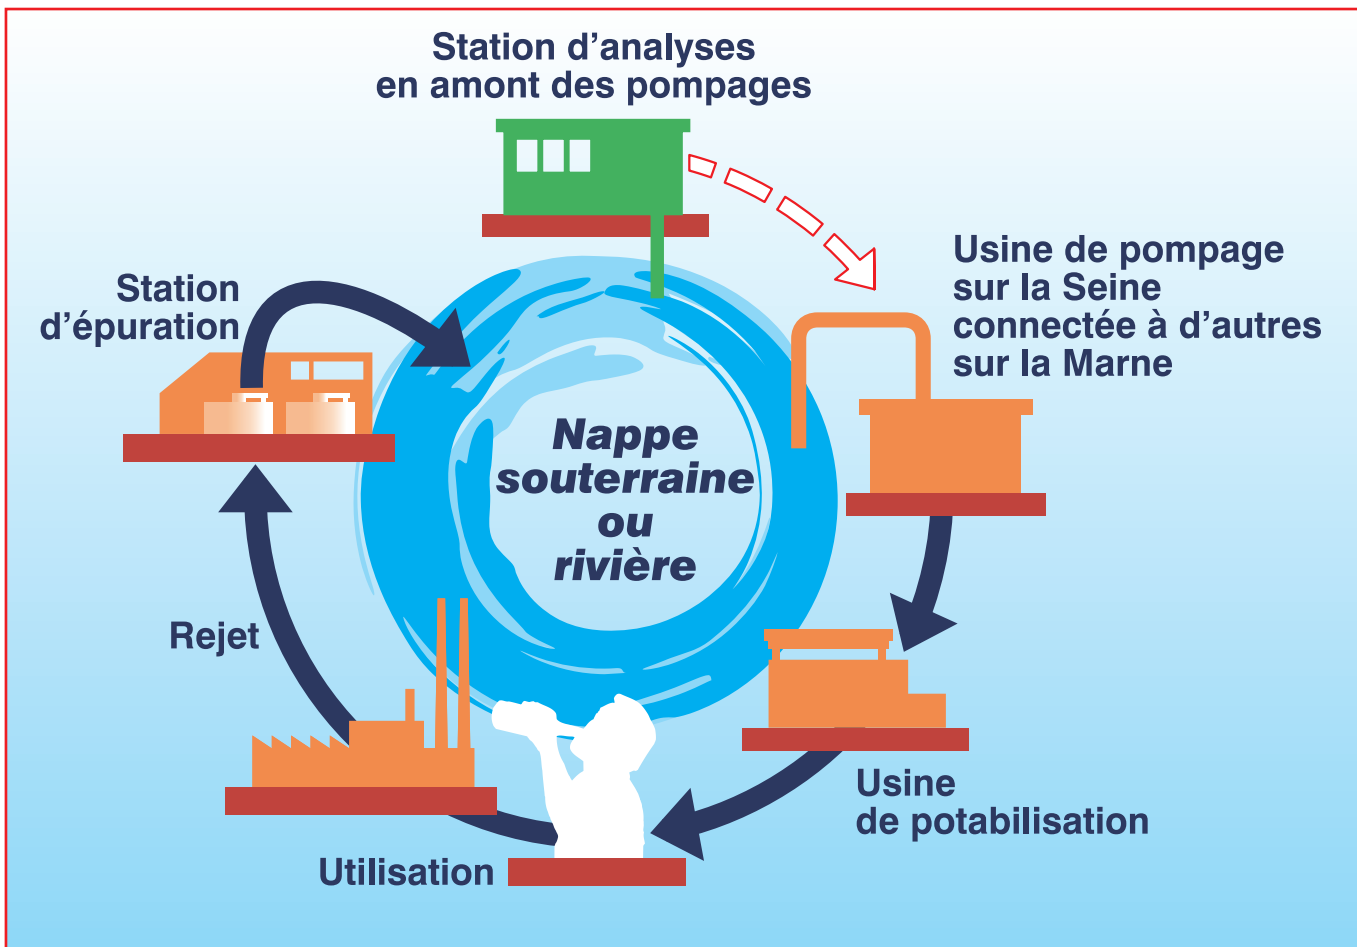 Station d’analyses
en amont des pompages
Usine de pompage
sur la Seine
connectée à d’autres
sur la Marne
Station
d’épuration
Nappe
souterraine
ou
rivière
Rejet
Usine
de potabilisation
Utilisation